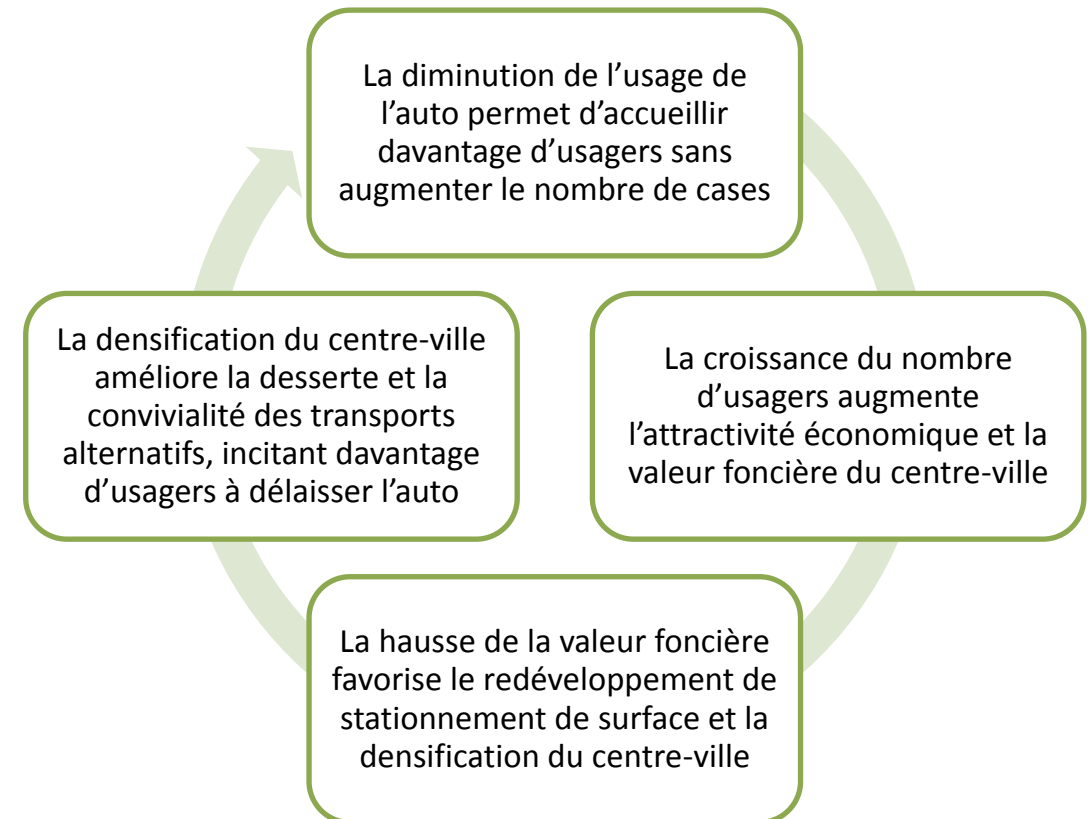 La diminution de l’usage de
l’auto permet d’accueillir
davantage d’usagers sans
augmenter le nombre de cases
La croissance du nombre
d’usagers augmente
l’attractivité économique et la
valeur foncière du centre-ville
La hausse de la valeur foncière
favorise le redéveloppement de
stationnement de surface et la
densification du centre-ville
La densification du centre-ville
améliore la desserte et la
convivialité des transports
alternatifs, incitant davantage
d’usagers à délaisser l’auto